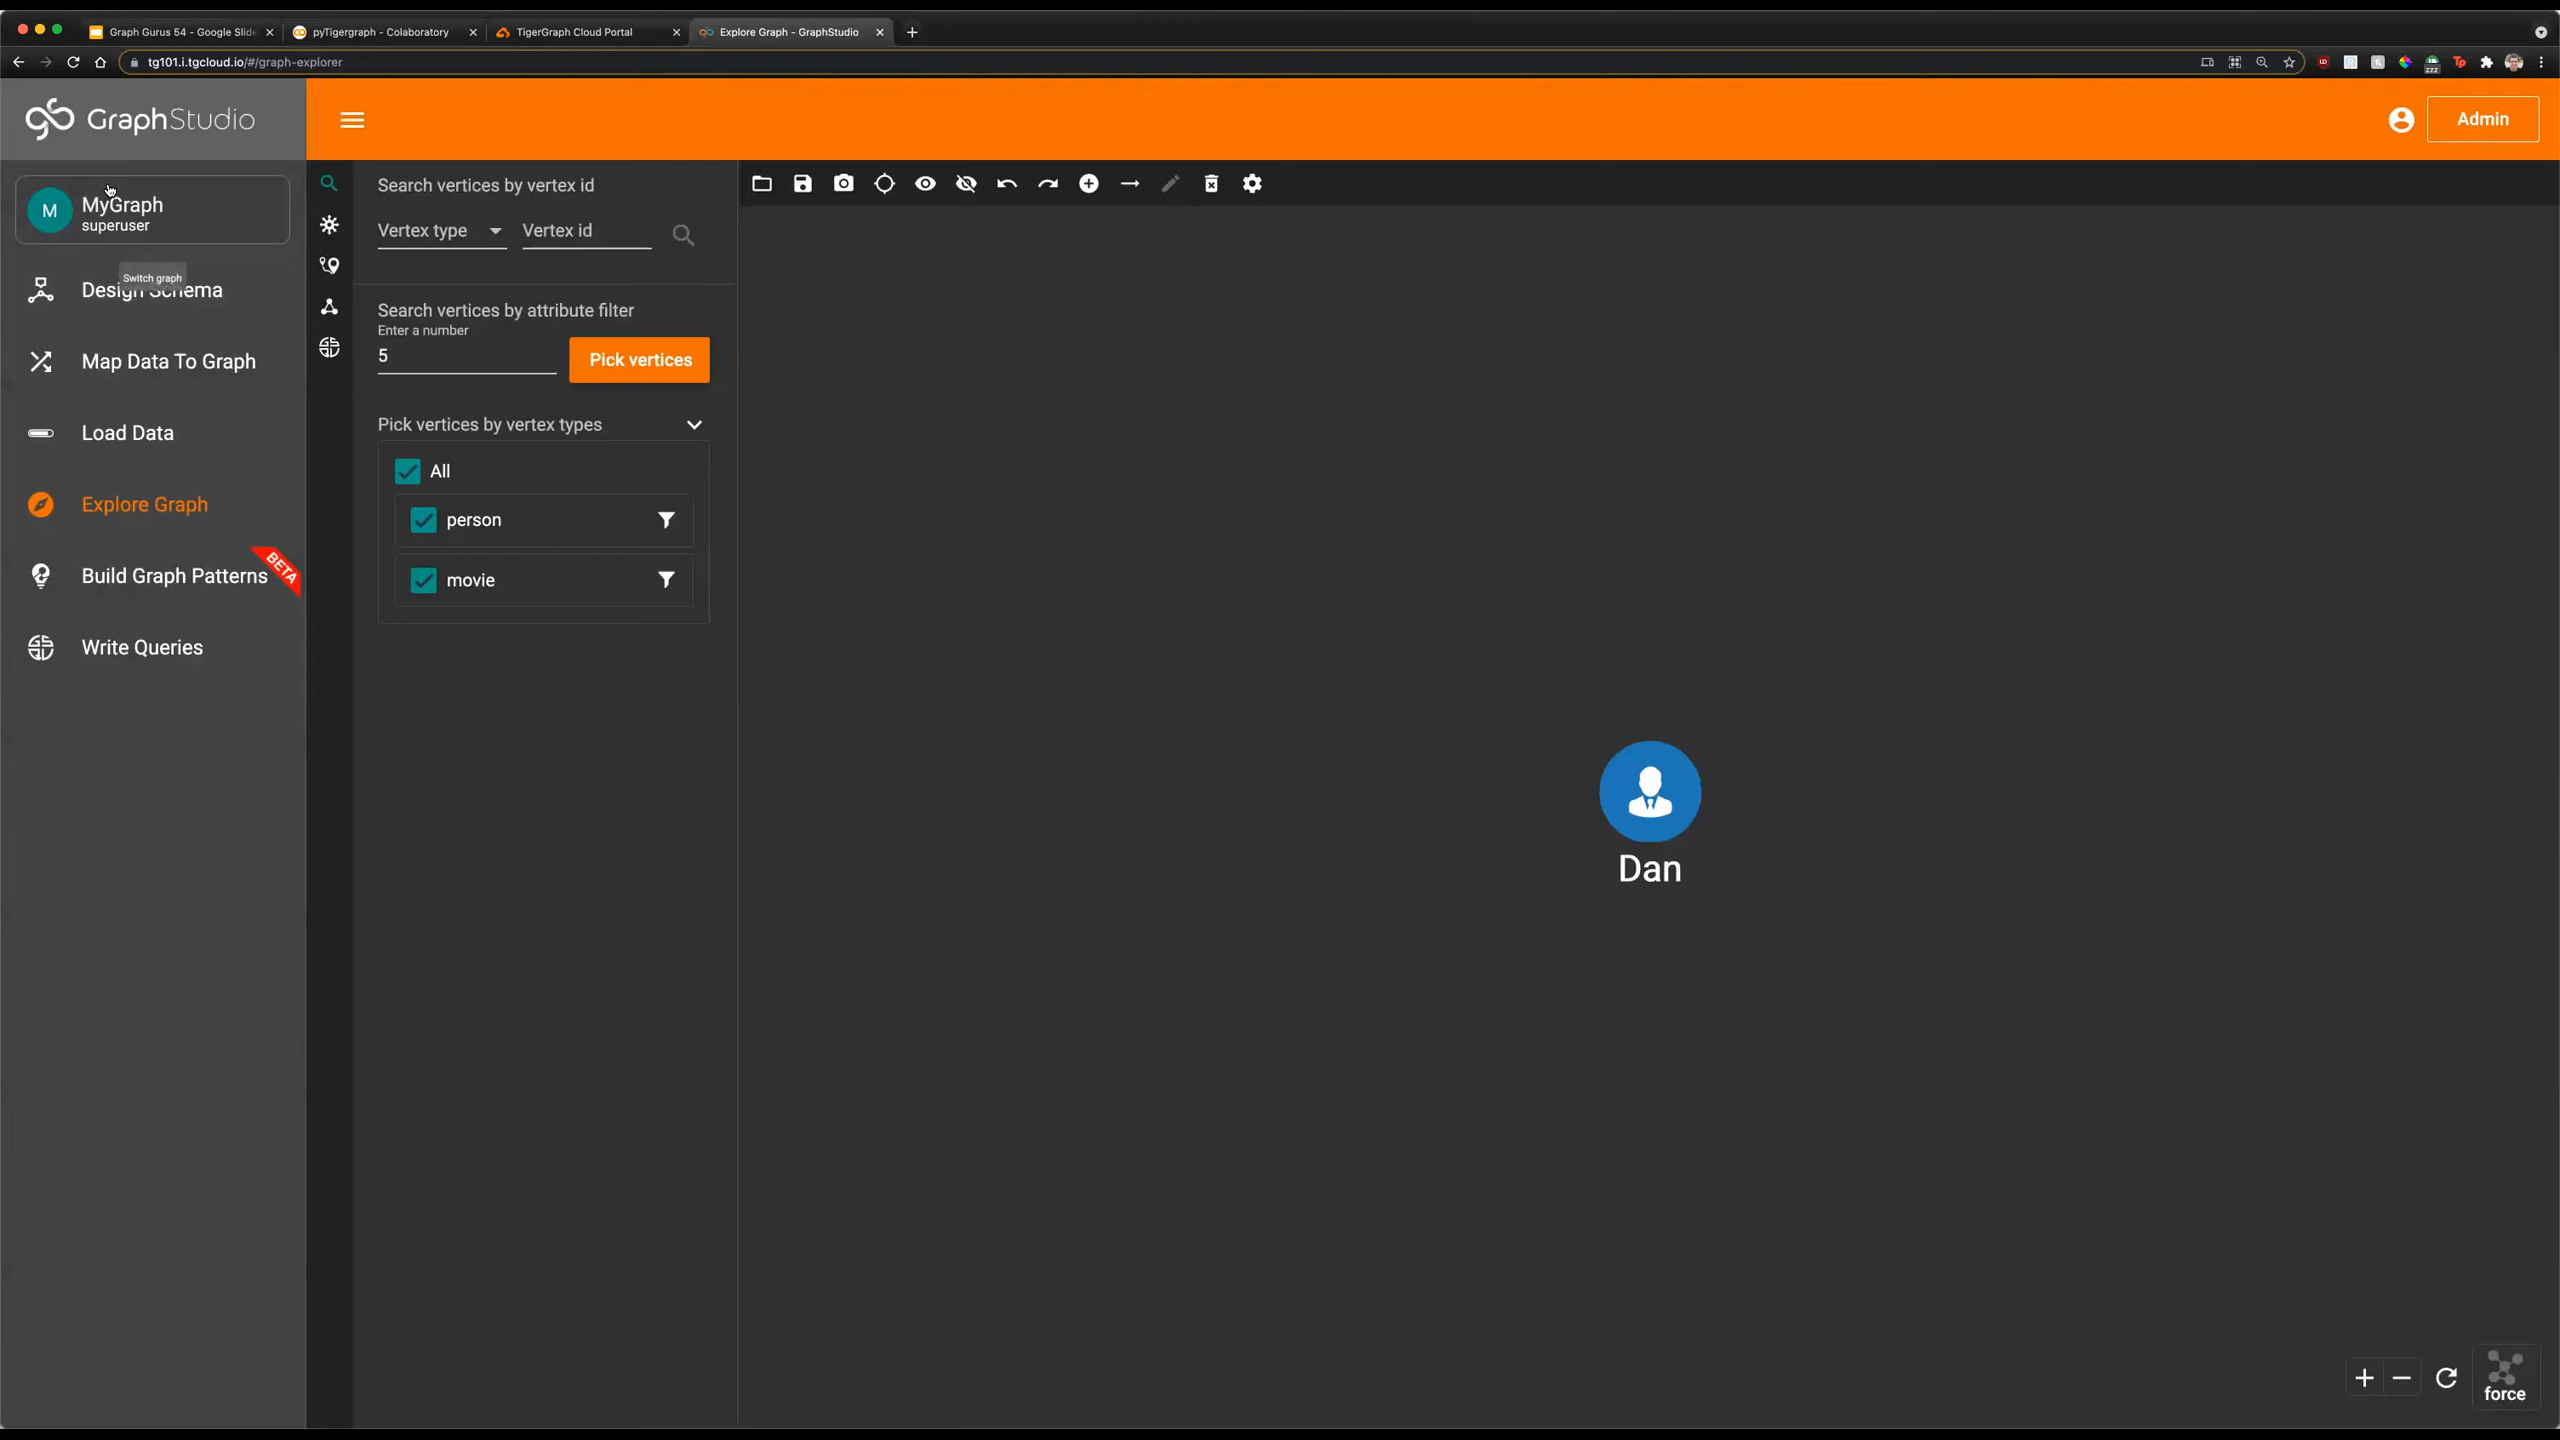 Graph Gurus 54 - Google Slide
pyTigergraph - Colaboratory
TigerGraph Cloud Portal
Explore Graph - GraphStudio
tg101.i.tgcloud.io/#/graph-explorer
GraphStudio
Admin
M
MyGraph
superuser
Switch graph
Design Schema
Map Data To Graph
Load Data
Explore Graph
Build Graph Patterns
BETA
Write Queries
Search vertices by vertex id
Vertex type
Vertex id
Search vertices by attribute filter
Enter a number
5
Pick vertices
Pick vertices by vertex types
All
person
movie
Dan
force